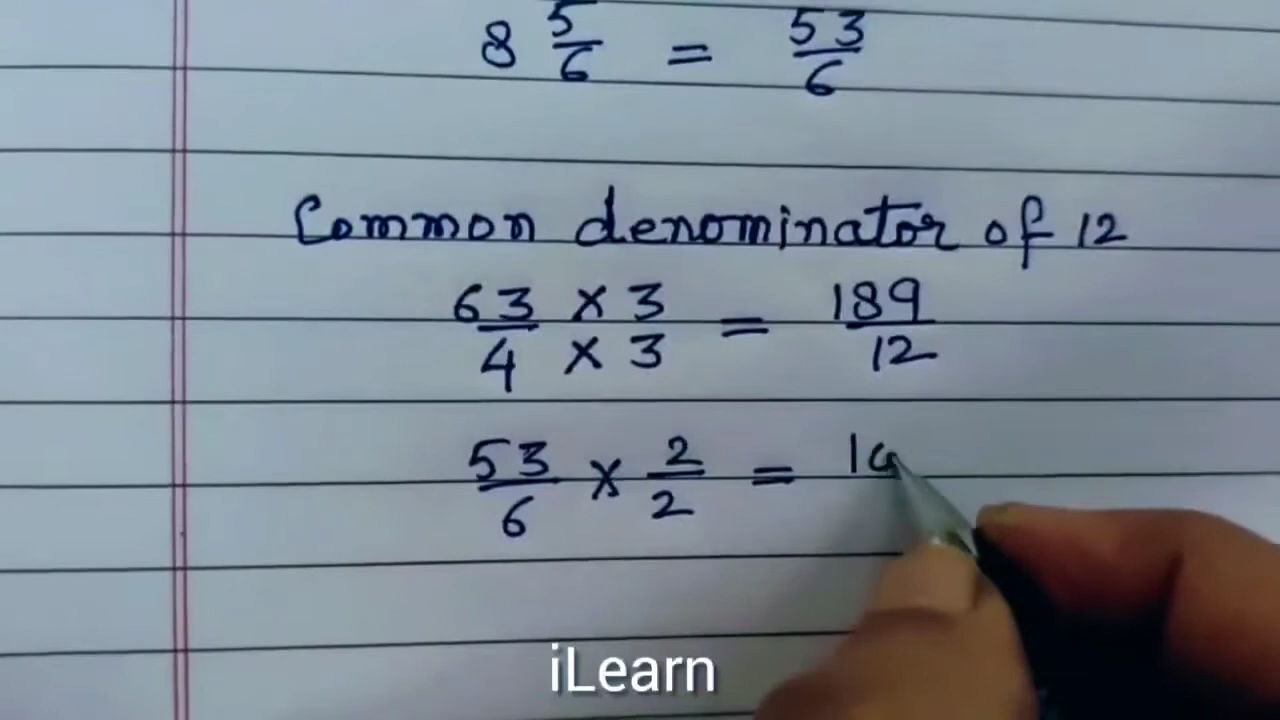 8 5/6 = 53/6
Common denominator of 12
63 × 3 / 4 × 3 = 189/12
53/6 × 2/2 = 10
iLearn